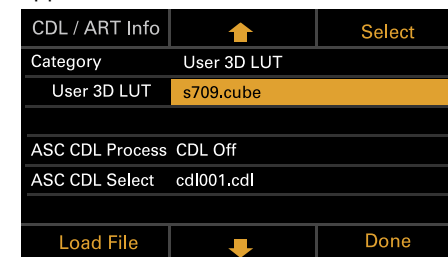 CDL / ART Info Select
Category User 3D LUT
User 3D LUT s709.cube
ASC CDL Process CDL Off
ASC CDL Select cdl001.cdl
Load File Done